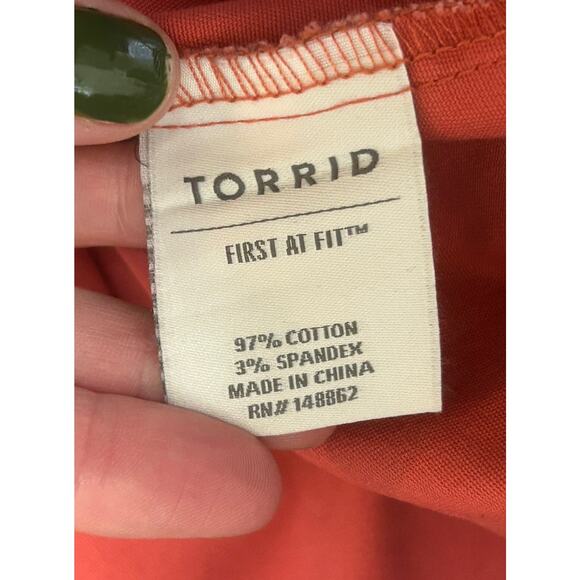 TORRID
FIRST AT FIT™
97% COTTON
3% SPANDEX
MADE IN CHINA
RN# 148862